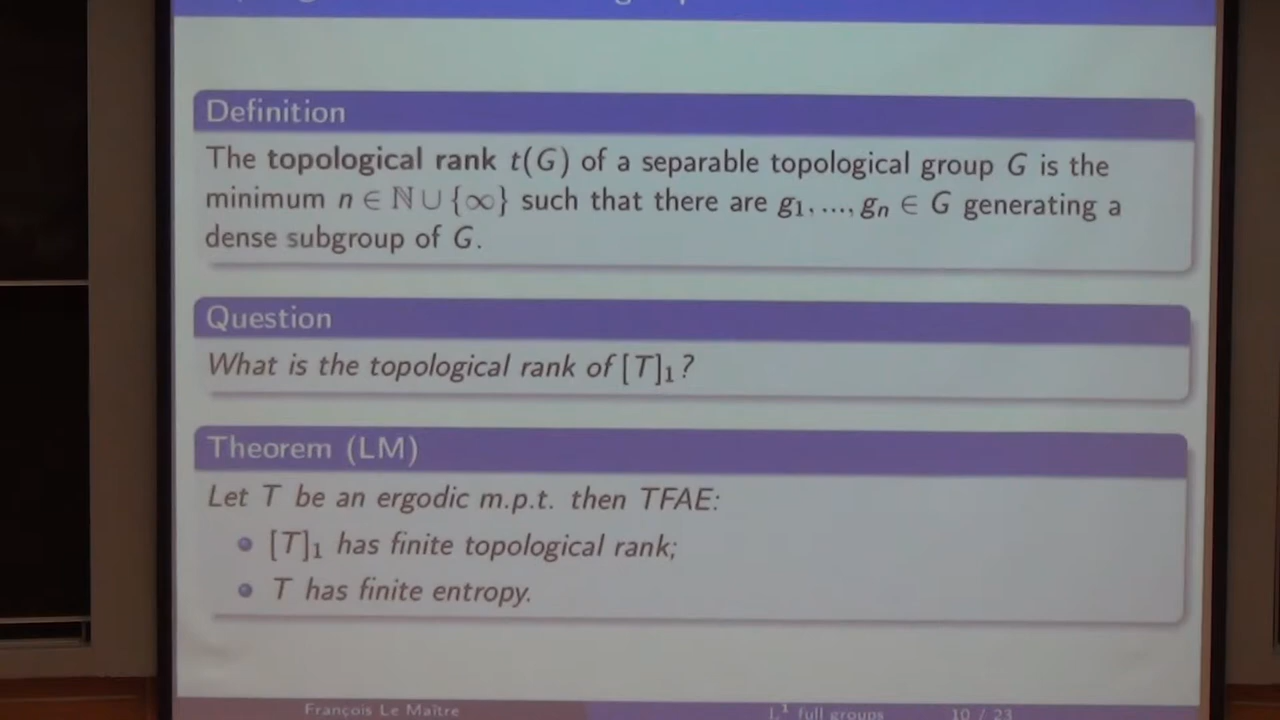 Definition
The topological rank t(G) of a separable topological group G is the
minimum n ∈ ℕ ∪ {∞} such that there are g₁, ..., gₙ ∈ G generating a
dense subgroup of G.
Question
What is the topological rank of [T]₁?
Theorem (LM)
Let T be an ergodic m.p.t. then TFAE:
[T]₁ has finite topological rank;
T has finite entropy.
François Le Maître
L¹ full groups
10 / 23